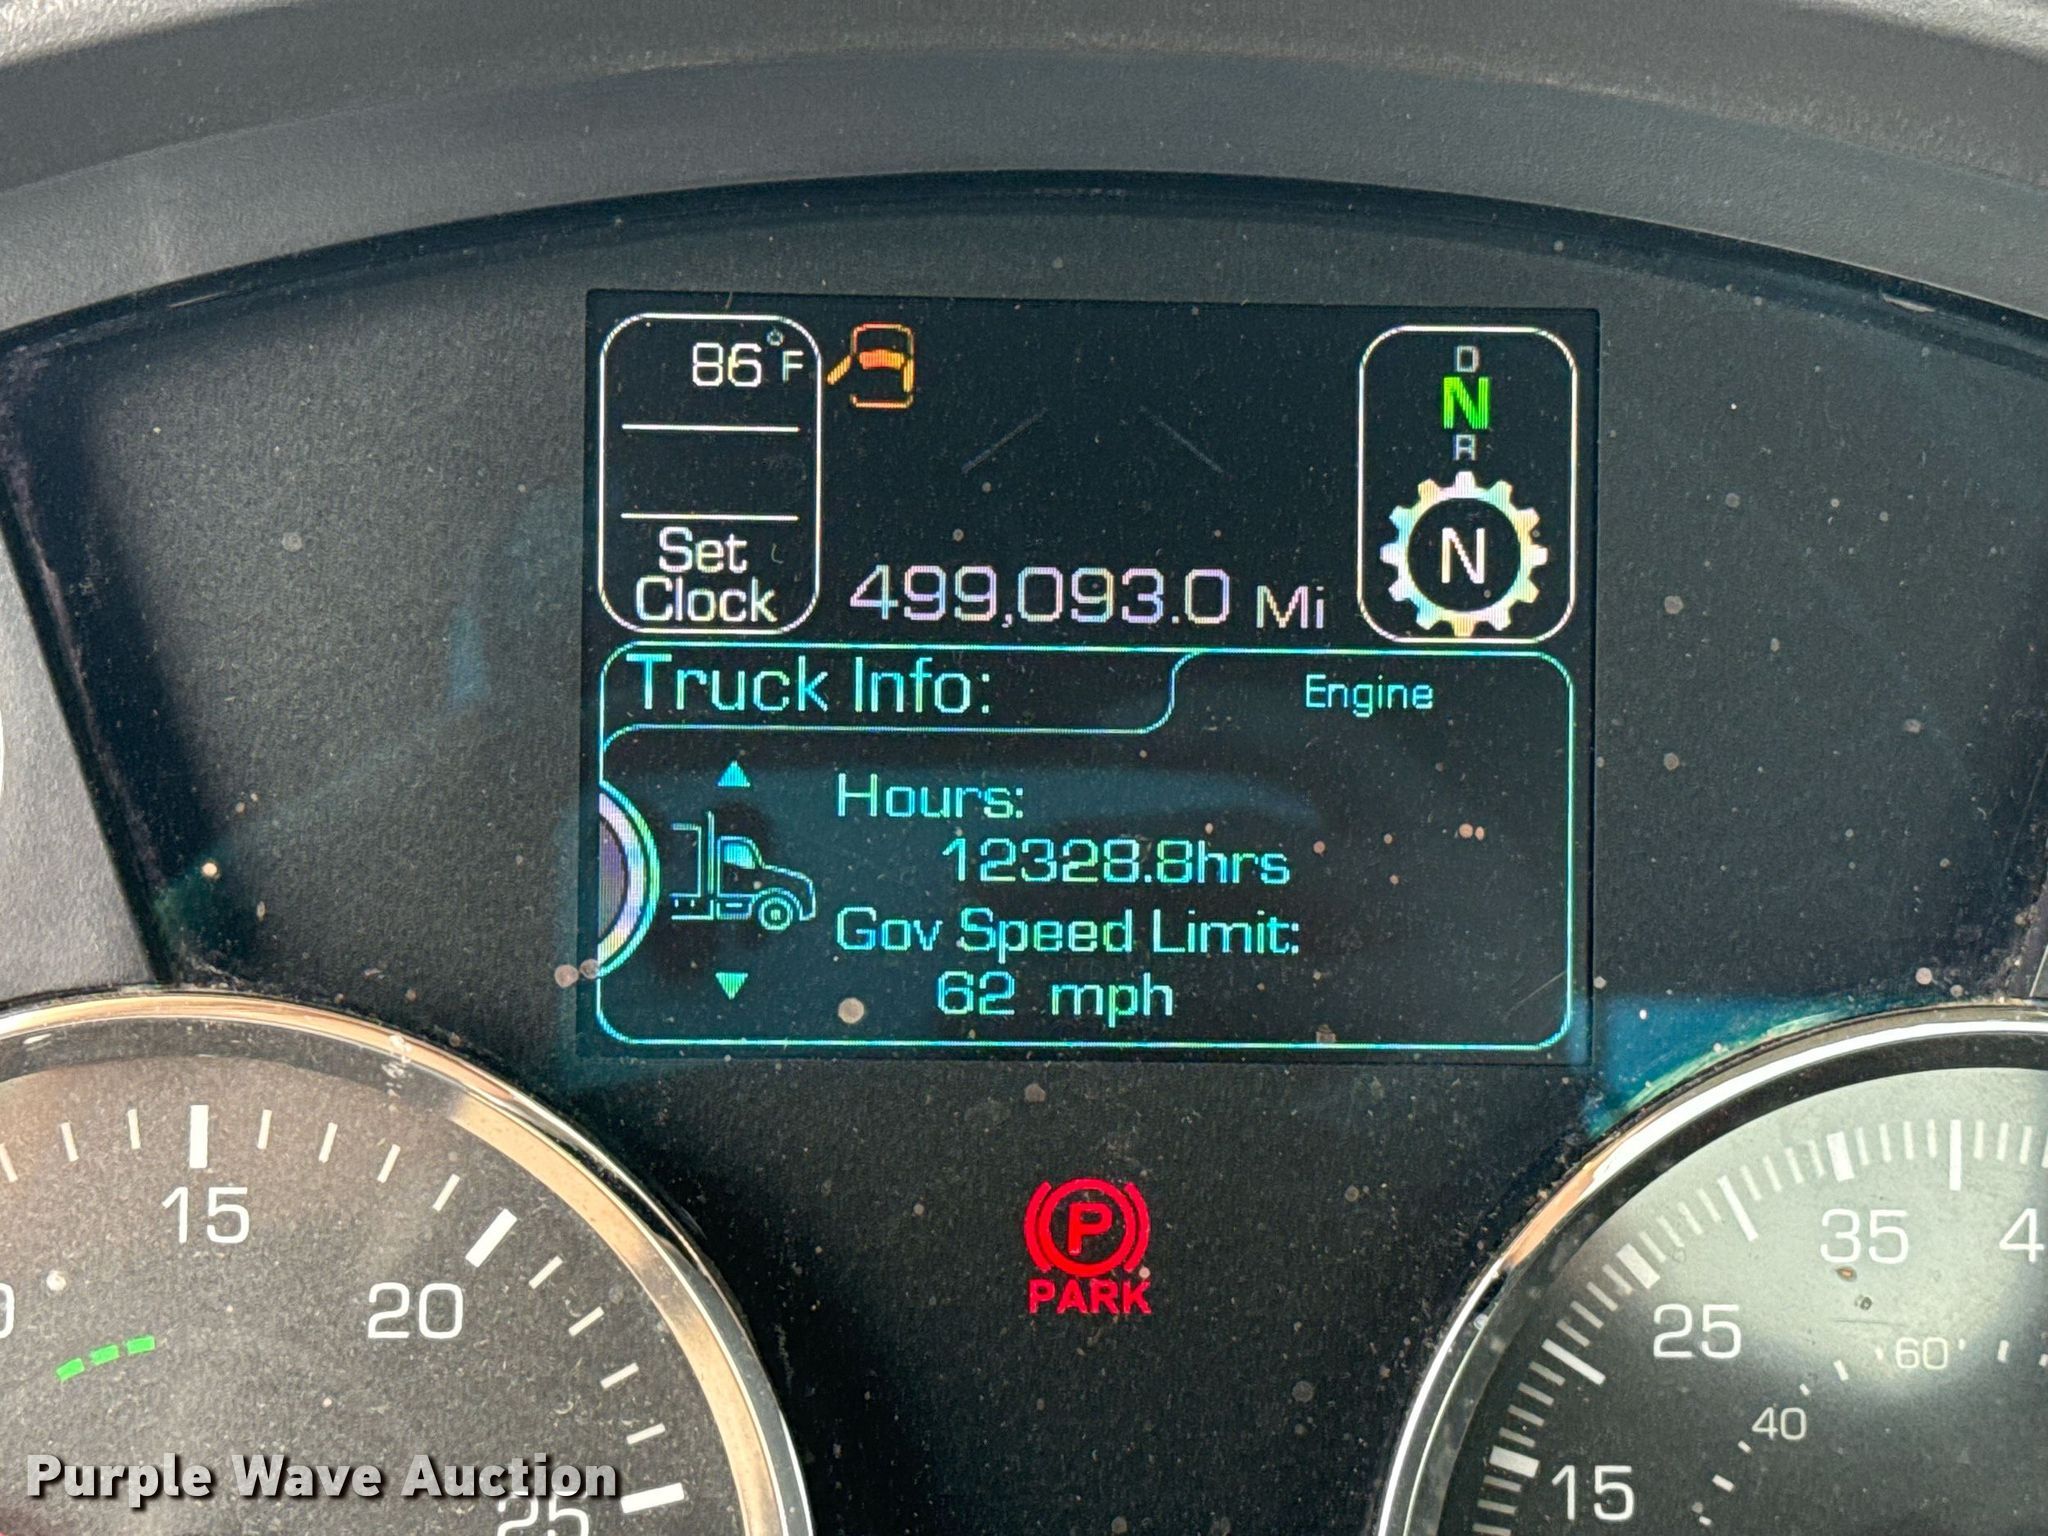 86°F
Set
Clock
499,093.0 Mi
D
N
R
N
Truck Info:
Engine
Hours:
12328.8hrs
Gov Speed Limit:
62 mph
P
PARK
15
20
25
15
25
35
40
60
Purple Wave Auction